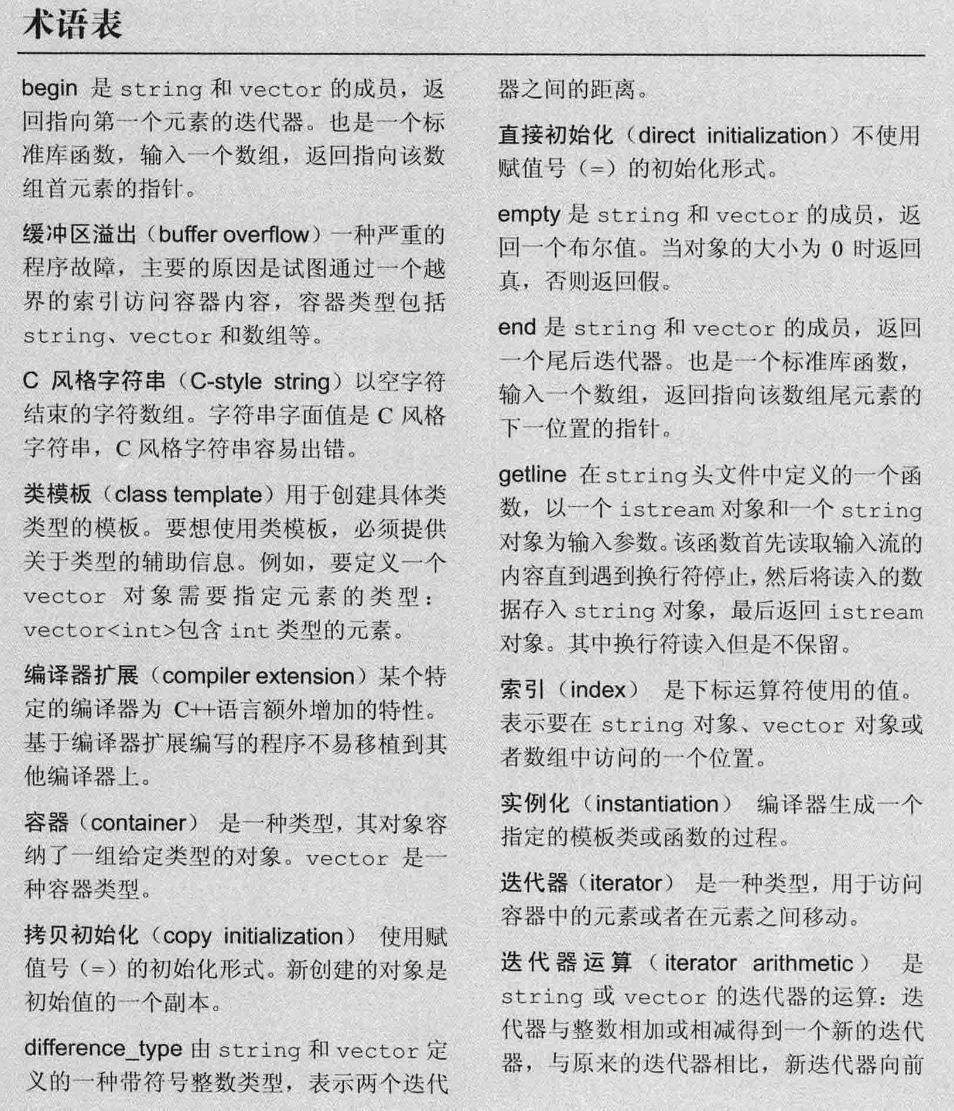 术语表
begin 是 string 和 vector 的成员，返
回指向第一个元素的迭代器。也是一个标
准库函数，输入一个数组，返回指向该数
组首元素的指针。
缓冲区溢出（buffer overflow）一种严重的
程序故障，主要的原因是试图通过一个越
界的索引访问容器内容，容器类型包括
string、vector 和数组等。
C 风格字符串（C-style string）以空字符
结束的字符数组。字符串字面值是 C 风格
字符串，C 风格字符串容易出错。
类模板（class template）用于创建具体类
类型的模板。要想使用类模板，必须提供
关于类型的辅助信息。例如，要定义一个
vector 对象需要指定元素的类型：
vector<int>包含 int 类型的元素。
编译器扩展（compiler extension）某个特
定的编译器为 C++语言额外增加的特性。
基于编译器扩展编写的程序不易移植到其
他编译器上。
容器（container） 是一种类型，其对象容
纳了一组给定类型的对象。vector 是一
种容器类型。
拷贝初始化（copy initialization） 使用赋
值号（=）的初始化形式。新创建的对象是
初始值的一个副本。
difference_type 由 string 和 vector 定
义的一种带符号整数类型，表示两个迭代
器之间的距离。
直接初始化（direct initialization）不使用
赋值号（=）的初始化形式。
empty 是 string 和 vector 的成员，返
回一个布尔值。当对象的大小为 0 时返回
真，否则返回假。
end 是 string 和 vector 的成员，返回
一个尾后迭代器。也是一个标准库函数，
输入一个数组，返回指向该数组尾元素的
下一位置的指针。
getline 在string头文件中定义的一个函
数，以一个 istream 对象和一个 string
对象为输入参数。该函数首先读取输入流的
内容直到遇到换行符停止，然后将读入的数
据存入 string 对象，最后返回 istream
对象。其中换行符读入但是不保留。
索引（index） 是下标运算符使用的值。
表示要在 string 对象、vector 对象或
者数组中访问的一个位置。
实例化（instantiation） 编译器生成一个
指定的模板类或函数的过程。
迭代器（iterator） 是一种类型，用于访问
容器中的元素或者在元素之间移动。
迭代器运算（iterator arithmetic） 是
string 或 vector 的迭代器的运算：迭
代器与整数相加或相减得到一个新的迭代
器，与原来的迭代器相比，新迭代器向前